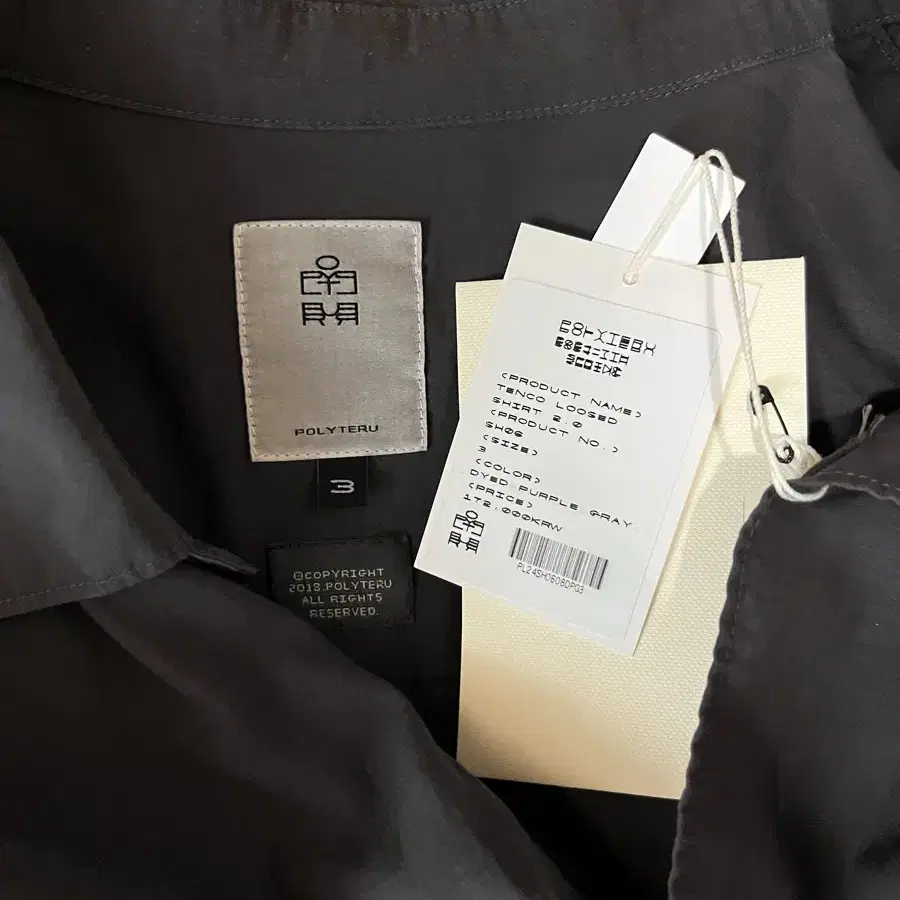 POLYTERU
3
©COPYRIGHT
2018.POLYTERU
ALL RIGHTS
RESERVED.
<PRODUCT NAME>
TENCO LOOSED
SHIRT 2.0
<PRODUCT NO.>
SH06
<SIZE>
3
<COLOR>
DYED PURPLE GRAY
<PRICE>
172.000KRW
PL24SH0608DPG3